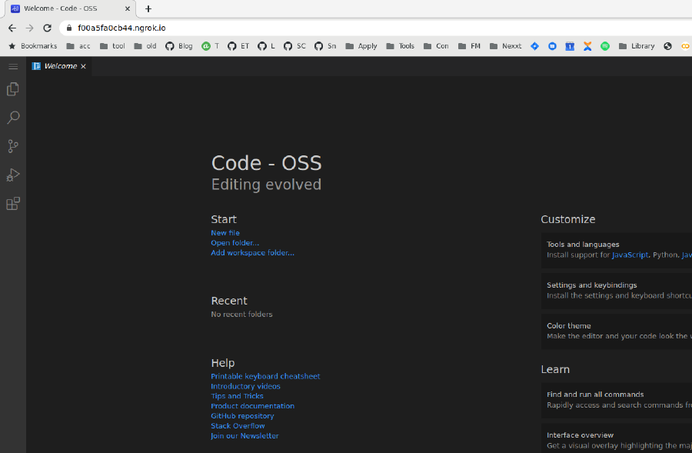 Welcome - Code - OSS
f00a5fa0cb44.ngrok.io
Bookmarks acc tool old Blog T ET L SC Sn Apply Tools Con FM Nexxt Library
Welcome
Code - OSS
Editing evolved
Start
New file
Open folder...
Add workspace folder...
Recent
No recent folders
Help
Printable keyboard cheatsheet
Introductory videos
Tips and Tricks
Product documentation
GitHub repository
Stack Overflow
Join our Newsletter
Customize
Tools and languages
Install support for JavaScript, Python, Jav
Settings and keybindings
Install the settings and keyboard shortcu
Color theme
Make the editor and your code look the
Learn
Find and run all commands
Rapidly access and search commands
Interface overview
Get a visual overlay highlighting the maj